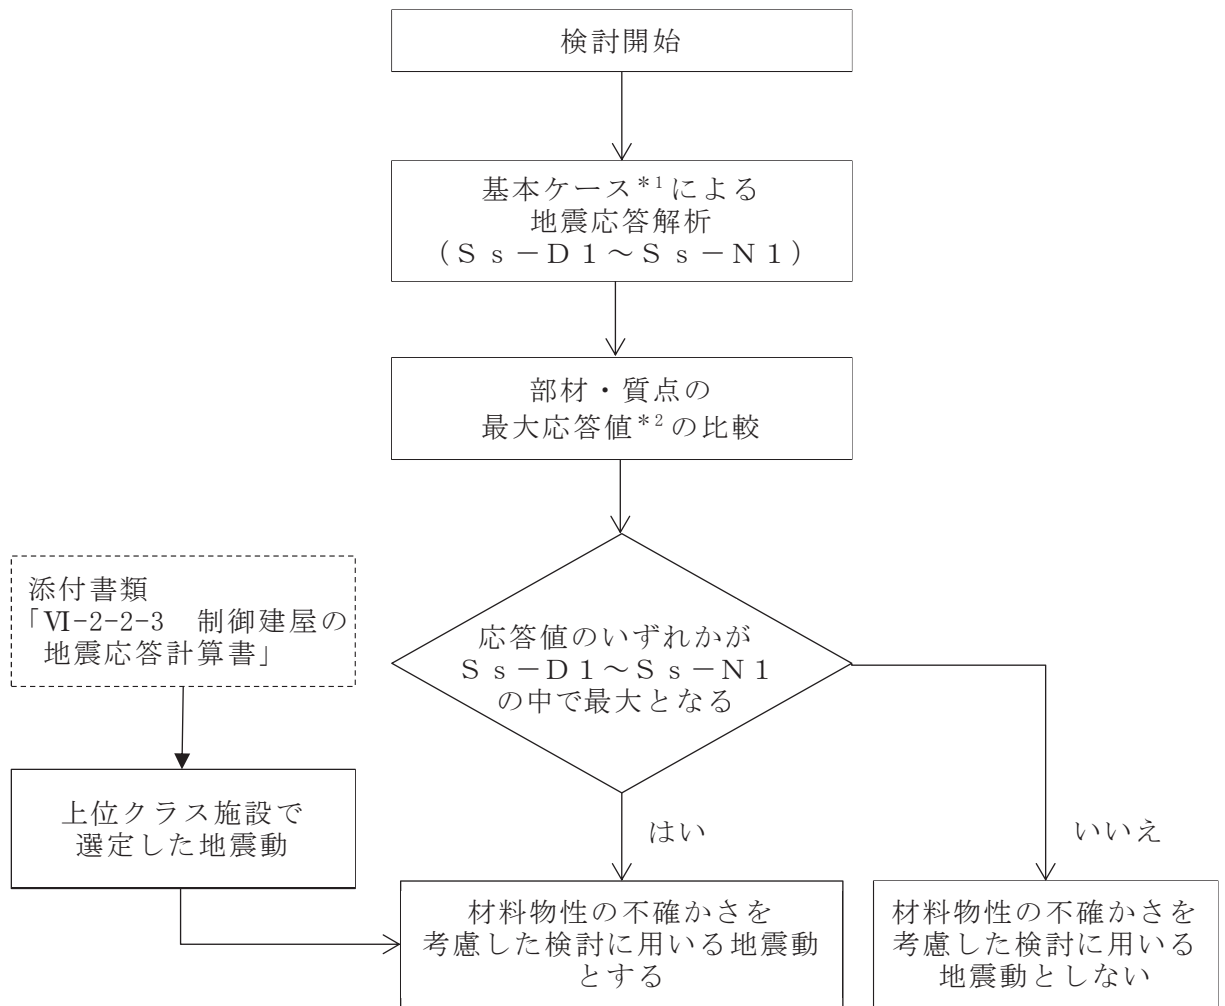 検討開始
基本ケース*1による
地震応答解析
（Ｓｓ－Ｄ１～Ｓｓ－Ｎ１）
部材・質点の
最大応答値*2の比較
応答値のいずれかが
Ｓｓ－Ｄ１～Ｓｓ－Ｎ１
の中で最大となる
添付書類
「Ⅵ-2-2-3　制御建屋の
地震応答計算書」
上位クラス施設で
選定した地震動
はい
いいえ
材料物性の不確かさを
考慮した検討に用いる地震動
とする
材料物性の不確かさを
考慮した検討に用いる
地震動としない